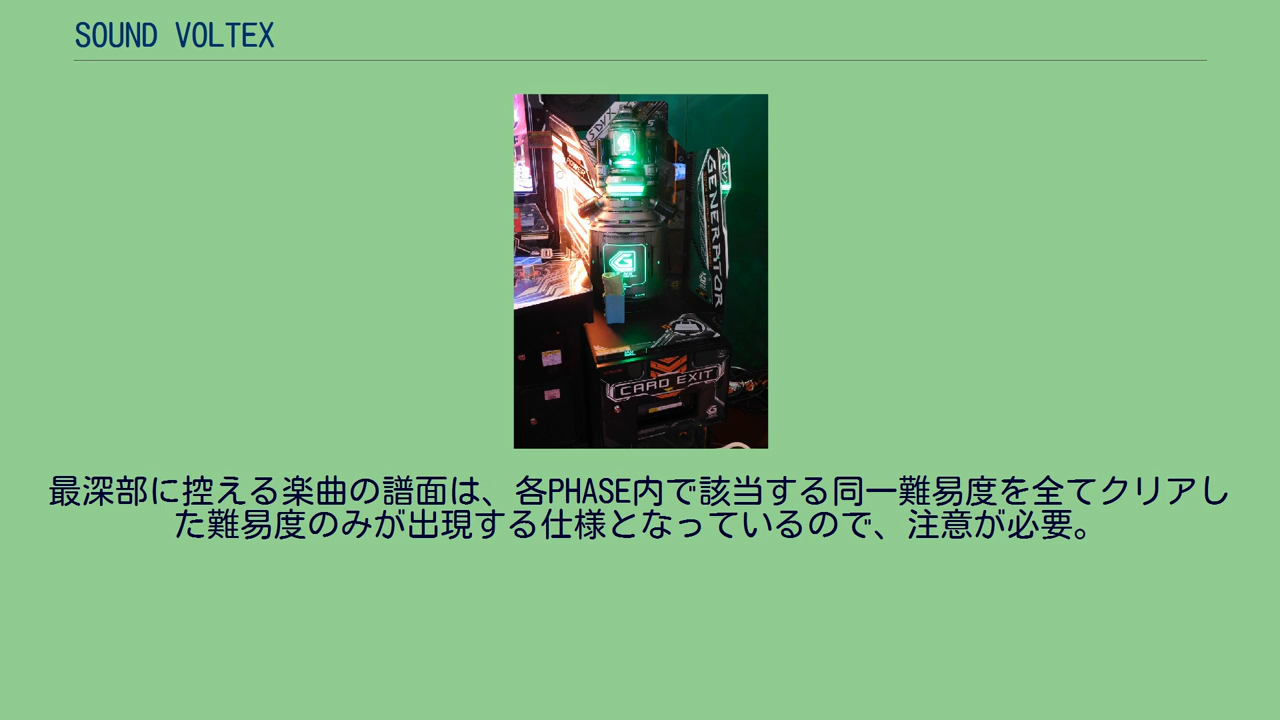 SOUND VOLTEX
SDVX
GENERATOR
G
CARD EXIT
G
最深部に控える楽曲の譜面は、各PHASE内で該当する同一難易度を全てクリアし
た難易度のみが出現する仕様となっているので、注意が必要。